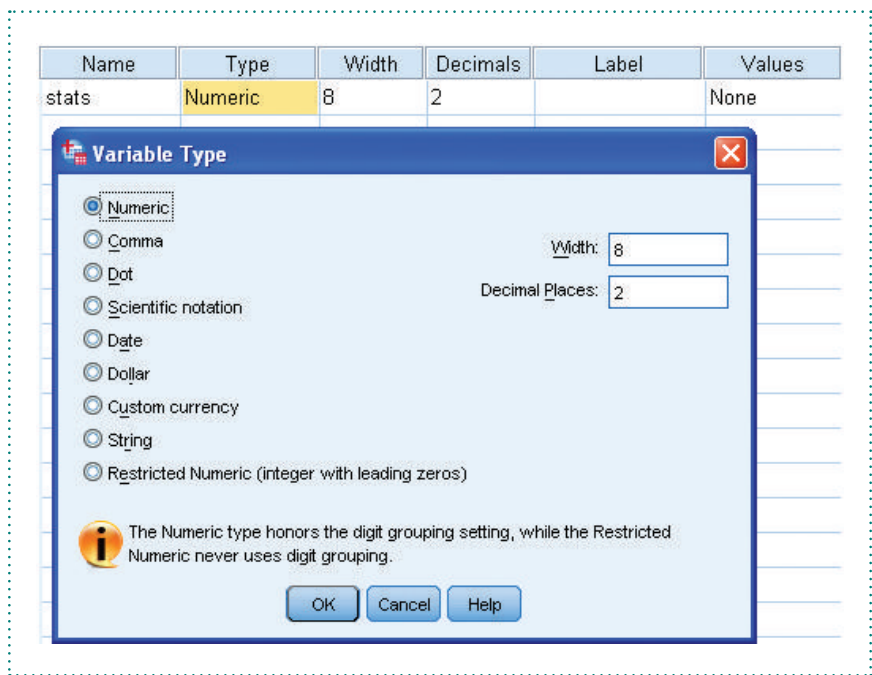 Name Type Width Decimals Label Values
stats Numeric 8 2 None
Variable Type
Numeric
Comma
Width: 8
Dot
Decimal Places: 2
Scientific notation
Date
Dollar
Custom currency
String
Restricted Numeric (integer with leading zeros)
The Numeric type honors the digit grouping setting, while the Restricted
Numeric never uses digit grouping.
OK Cancel Help